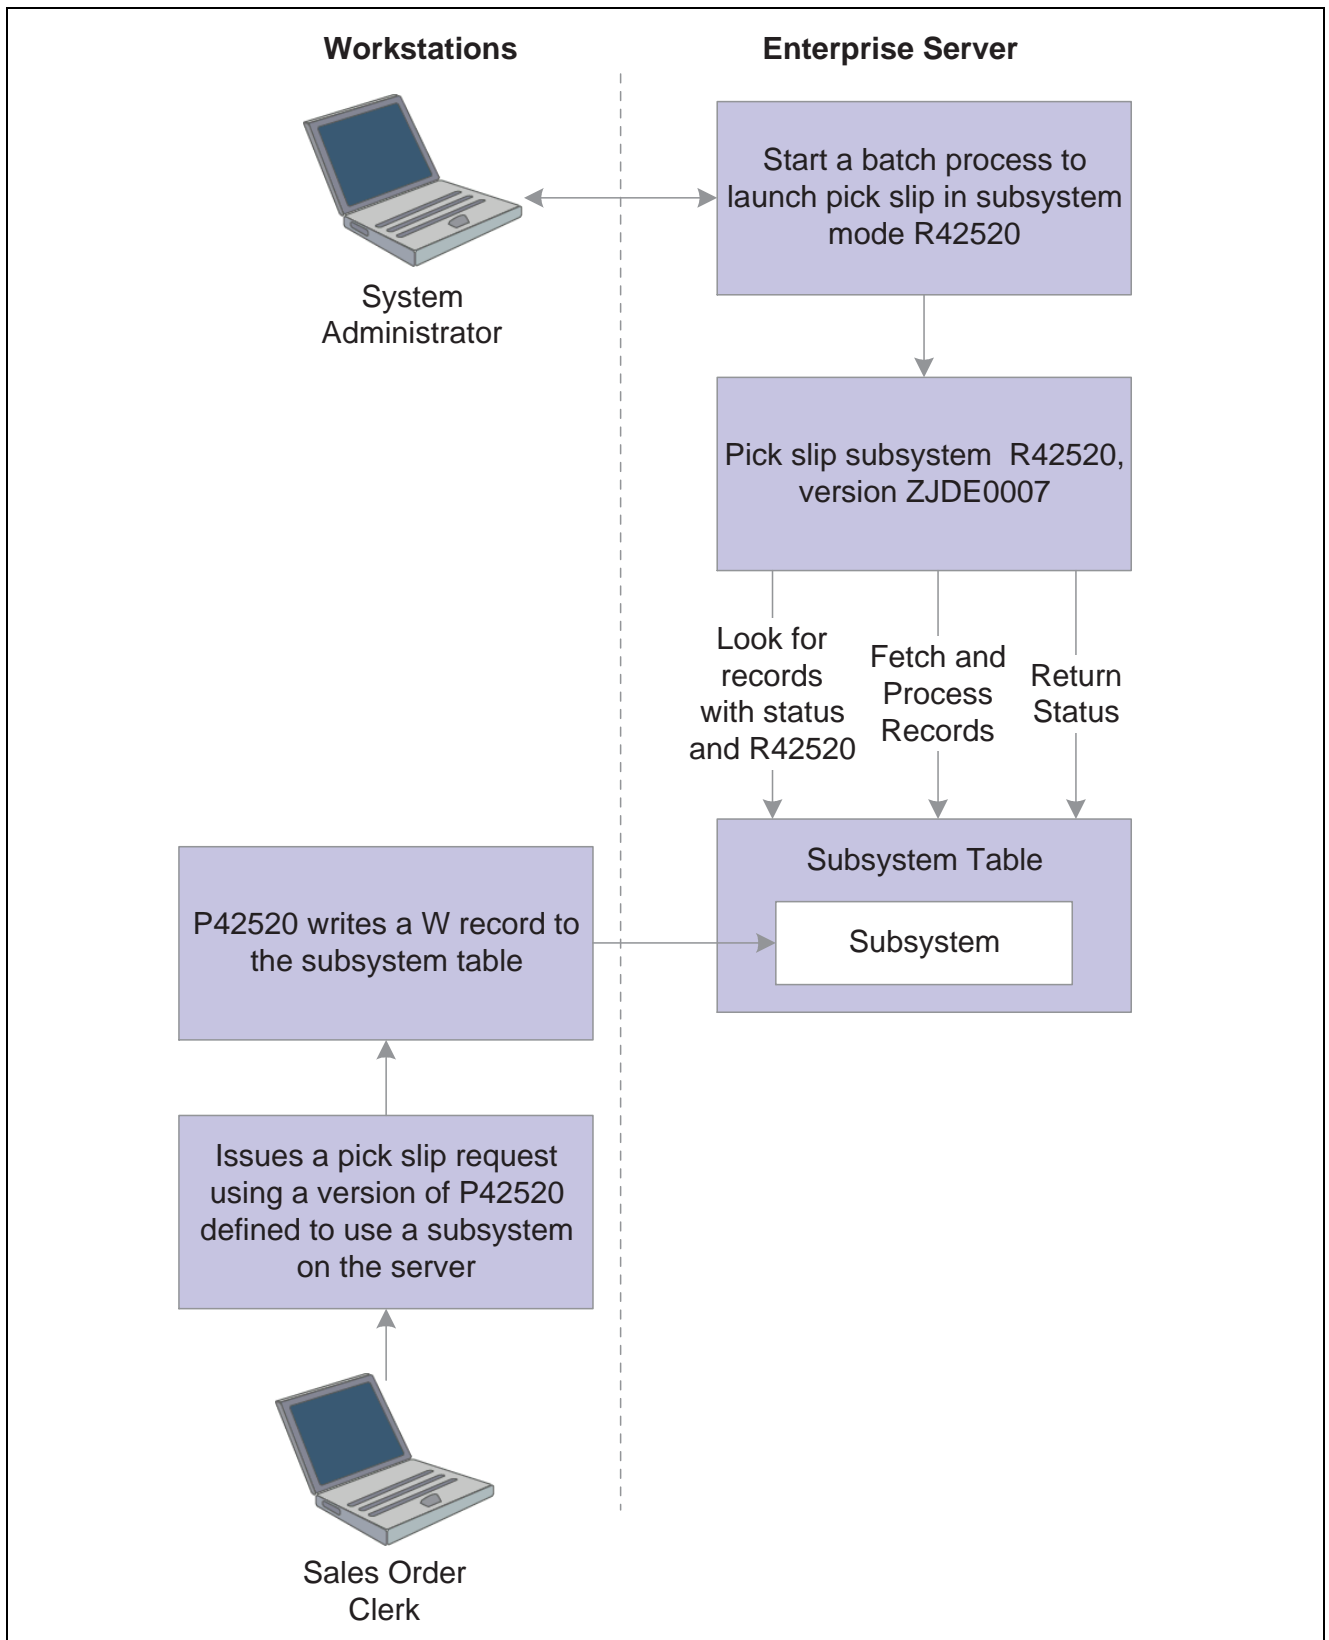 Workstations
Enterprise Server
Start a batch process to
launch pick slip in subsystem
mode R42520
System
Administrator
Pick slip subsystem  R42520,
version ZJDE0007
Look for
records
with status
and R42520
Fetch and
Process
Records
Return
Status
Subsystem Table
Subsystem
P42520 writes a W record to
the subsystem table
Issues a pick slip request
using a version of P42520
defined to use a subsystem
on the server
Sales Order
Clerk